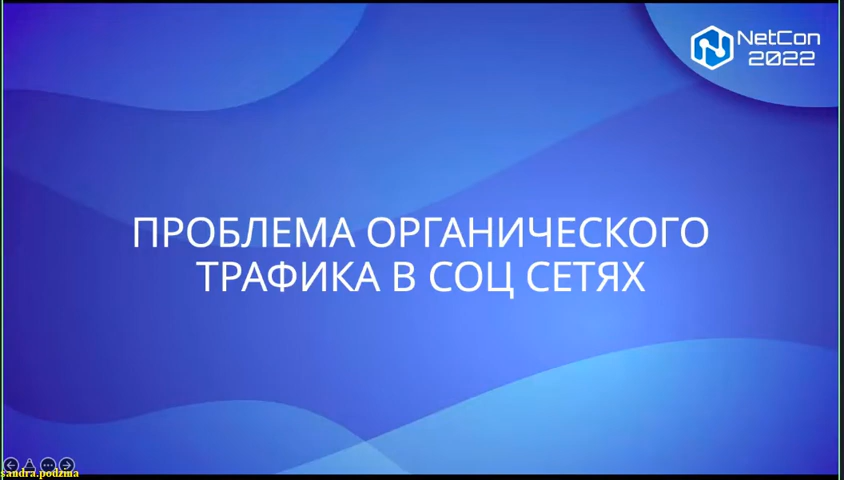 NetCon
2022
ПРОБЛЕМА ОРГАНИЧЕСКОГО
ТРАФИКА В СОЦ СЕТЯХ
sandra.podzina